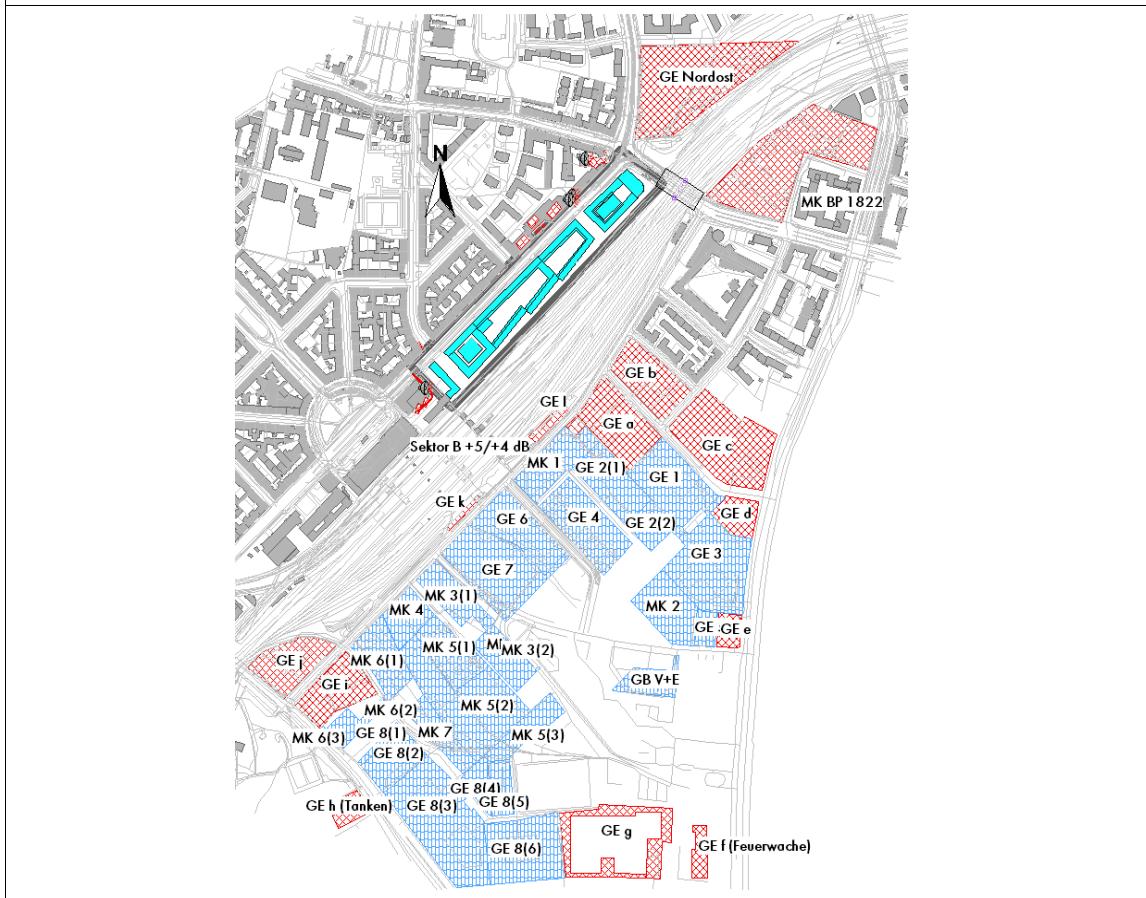 GE Nordost
N
MK BP 1822
GE b
GE l
GE a
GE c
Sektor B +5/+4 dB
MK 1
GE 2(1)
GE 1
GE k
GE d
GE 6
GE 4
GE 2(2)
GE 3
GE 7
MK 3(1)
MK 4
MK 2
GE
GE e
MK 5(1)
MK 3(2)
GE j
MK 6(1)
GE i
GB V+E
MK 6(2)
MK 5(2)
MK 6(3)
GE 8(1)
MK 7
MK 5(3)
GE 8(2)
GE 8(4)
GE h (Tanken)
GE 8(3)
GE 8(5)
GE g
GE 8(6)
GE f (Feuerwache)